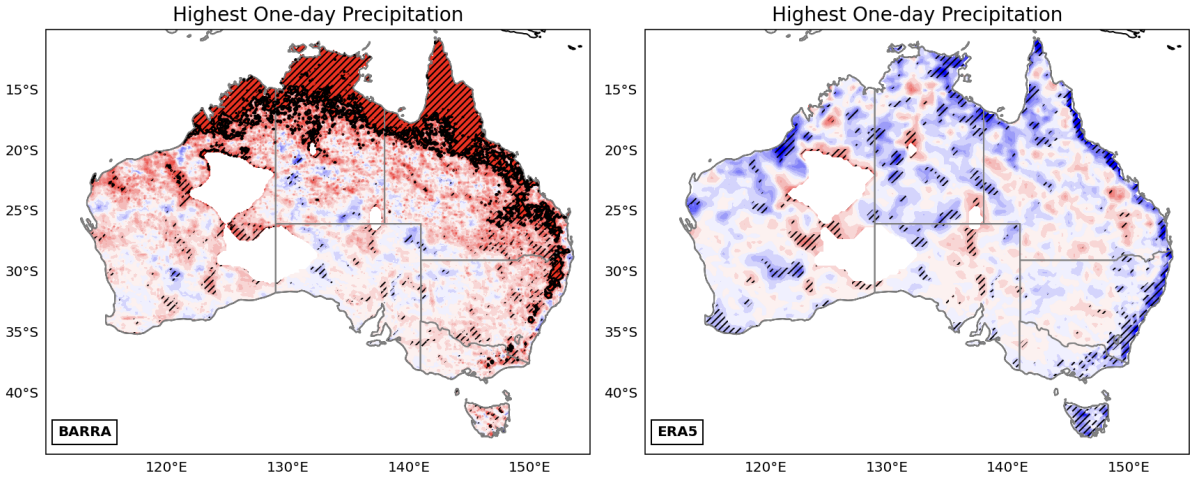 Highest One-day Precipitation
15°S
20°S
25°S
30°S
35°S
40°S
BARRA
120°E 130°E 140°E 150°E
Highest One-day Precipitation
15°S
20°S
25°S
30°S
35°S
40°S
ERA5
120°E 130°E 140°E 150°E